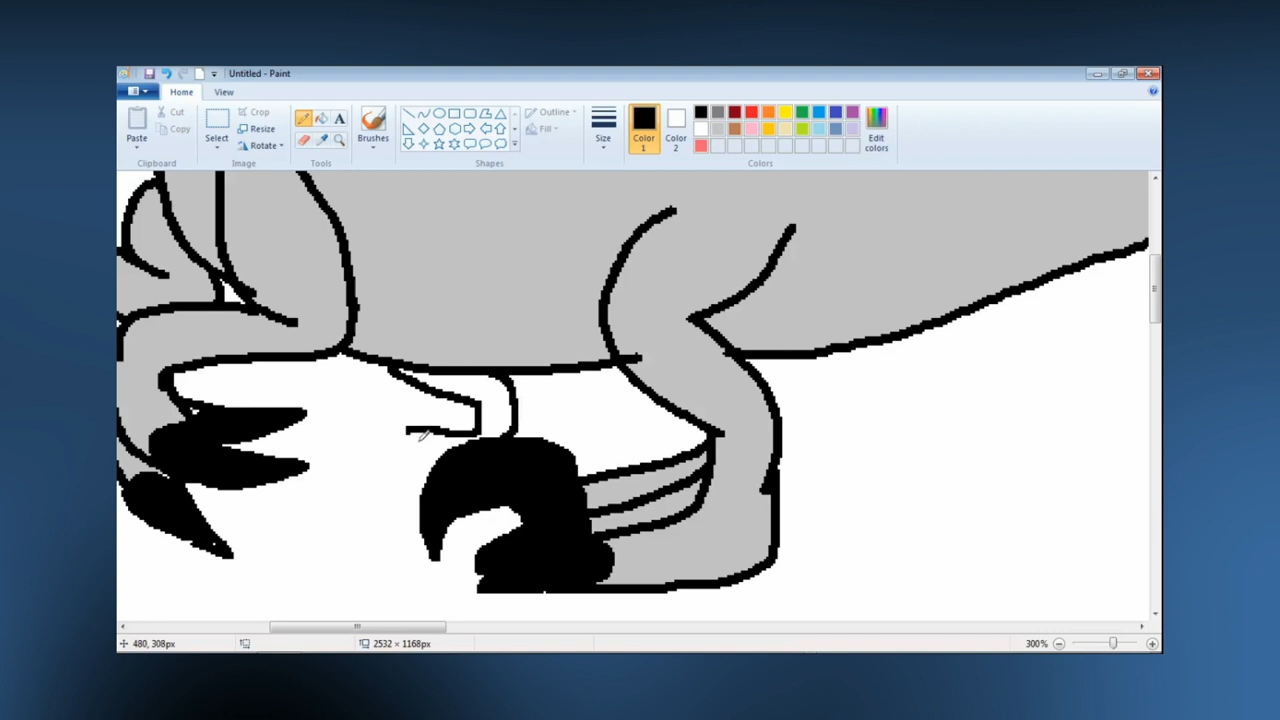 Untitled - Paint
Home View
Paste
Cut
Copy
Clipboard
Select
Crop
Resize
Rotate
Image
A
Tools
Brushes
Outline
Fill
Shapes
Size
Color 1
Color 2
Edit colors
Colors
480, 308px
2532 × 1168px
300%